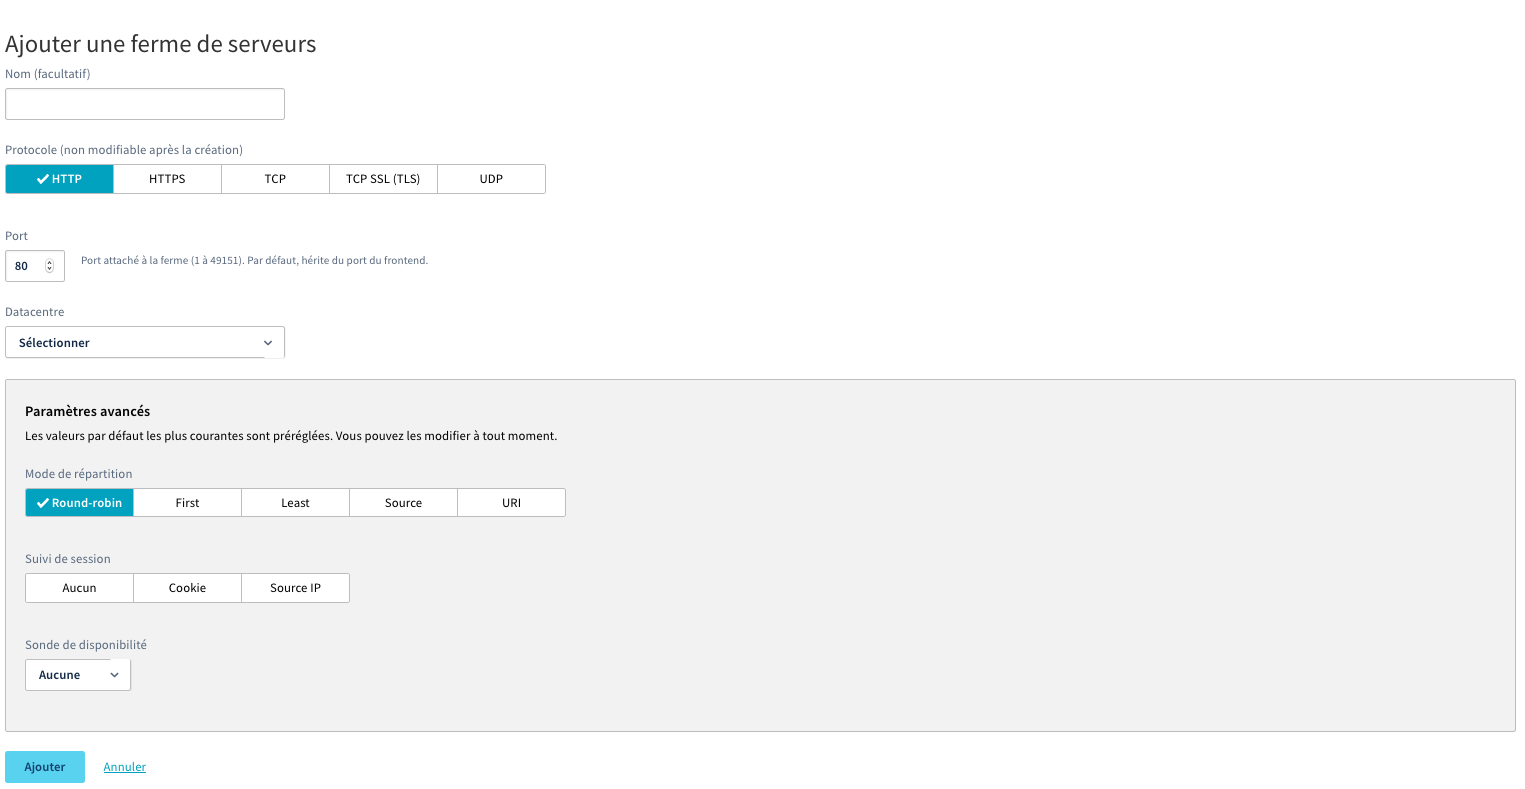 Ajouter une ferme de serveurs
Nom (facultatif)
Protocole (non modifiable après la création)
HTTP HTTPS TCP TCP SSL (TLS) UDP
Port
80 Port attaché à la ferme (1 à 49151). Par défaut, hérite du port du frontend.
Datacentre
Sélectionner
Paramètres avancés
Les valeurs par défaut les plus courantes sont préréglées. Vous pouvez les modifier à tout moment.
Mode de répartition
Round-robin First Least Source URI
Suivi de session
Aucun Cookie Source IP
Sonde de disponibilité
Aucune
Ajouter Annuler